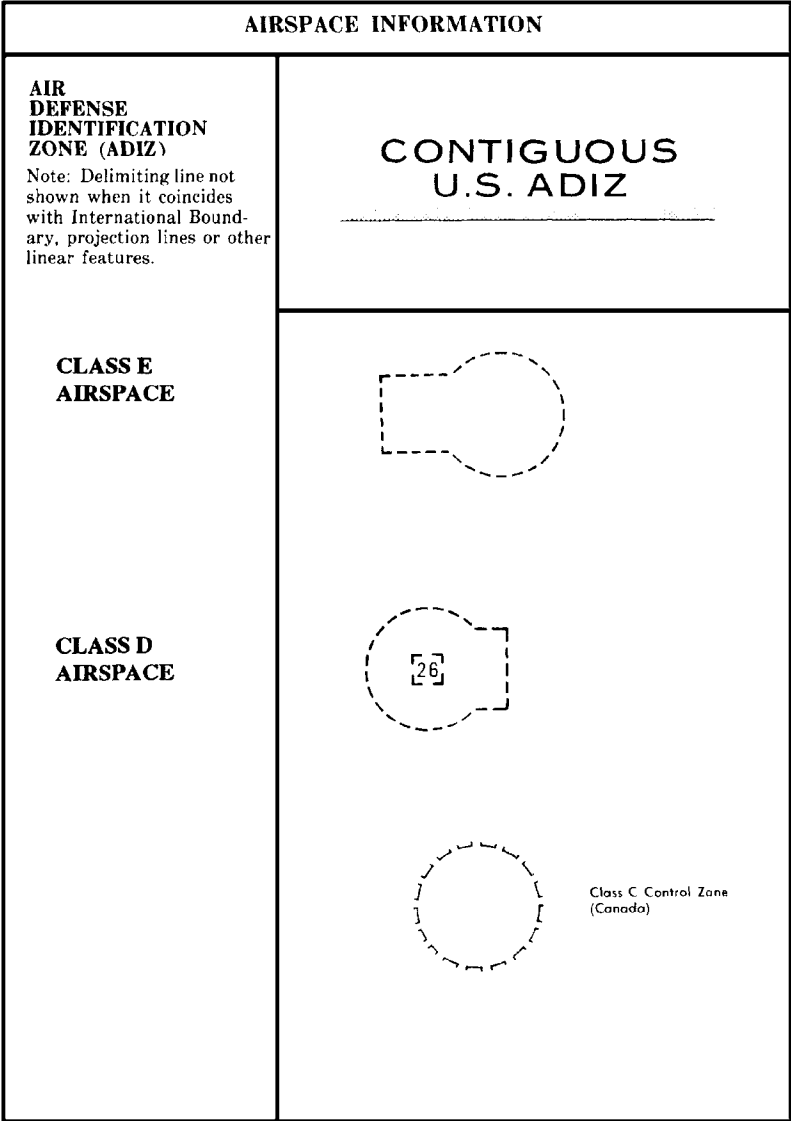 AIRSPACE INFORMATION
AIR
DEFENSE
IDENTIFICATION
ZONE (ADIZ)
Note: Delimiting line not
shown when it coincides
with International Bound-
ary, projection lines or other
linear features.
CONTIGUOUS
U.S. ADIZ
CLASS E
AIRSPACE
CLASS D
AIRSPACE
26
Class C Control Zone
(Canada)